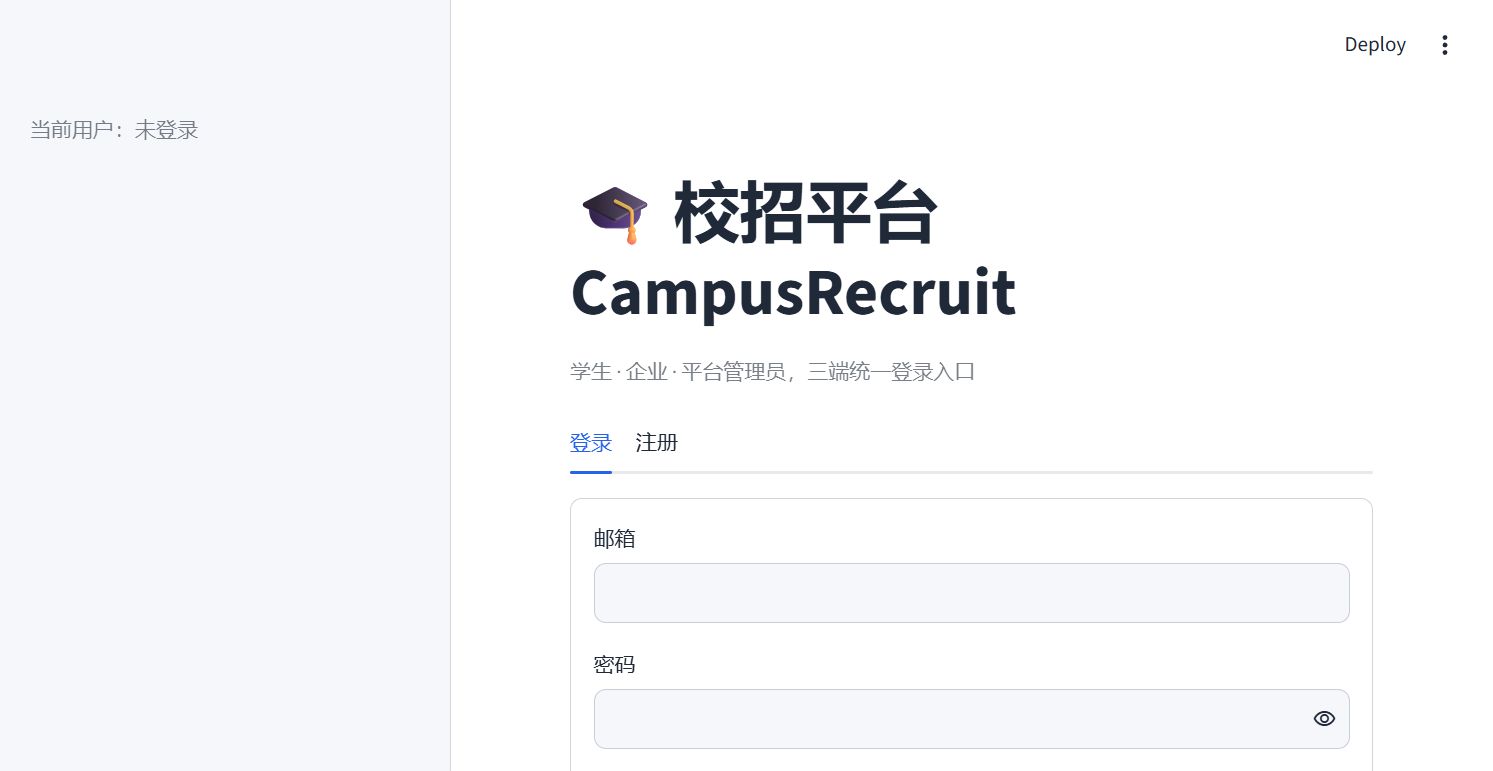 Deploy
当前用户：未登录
校招平台
CampusRecruit
学生 · 企业 · 平台管理员，三端统一登录入口
登录 注册
邮箱
密码